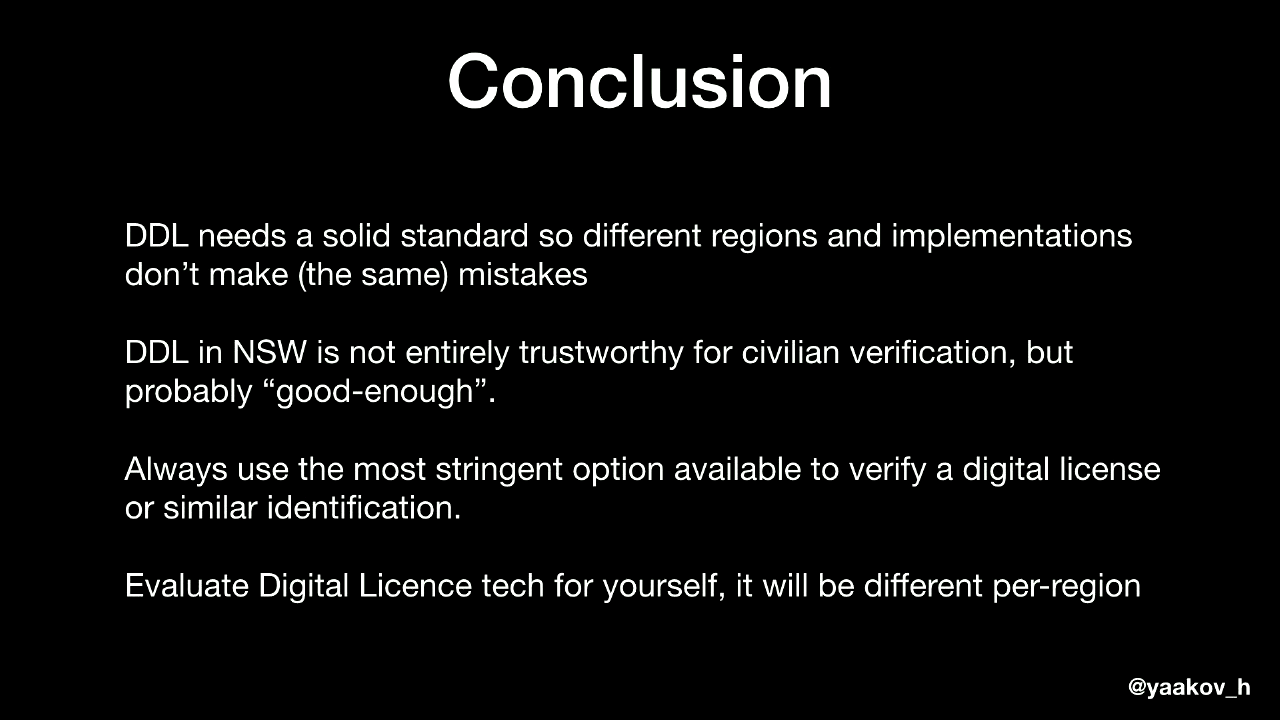 Conclusion
DDL needs a solid standard so different regions and implementations
don’t make (the same) mistakes
DDL in NSW is not entirely trustworthy for civilian verification, but
probably “good-enough”.
Always use the most stringent option available to verify a digital license
or similar identification.
Evaluate Digital Licence tech for yourself, it will be different per-region
@yaakov_h